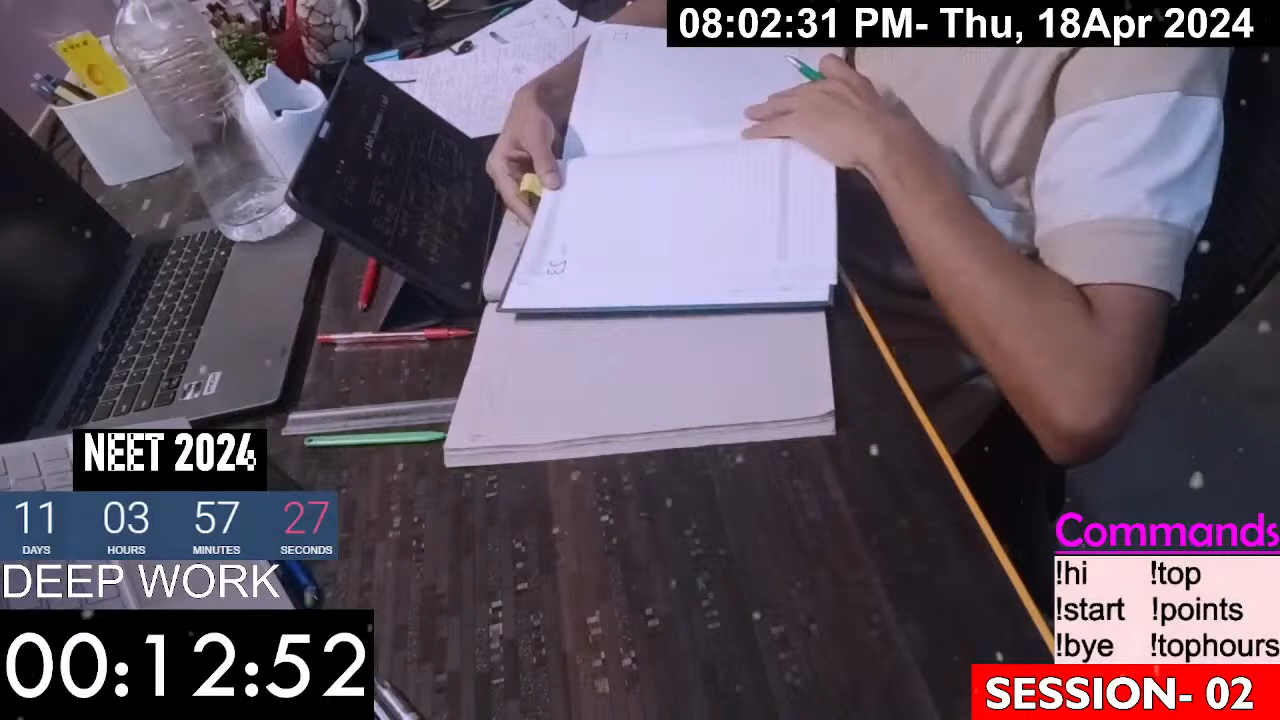 08:02:31 PM- Thu, 18Apr 2024
NEET 2024
11 03 57 27
DAYS HOURS MINUTES SECONDS
DEEP WORK
00:12:52
Commands
!hi !top
!start !points
!bye !tophours
SESSION- 02
53